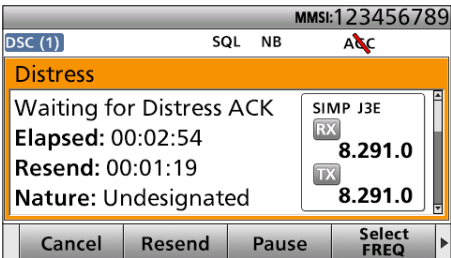 MMSI:123456789
DSC (1) SQL NB AGC
Distress
Waiting for Distress ACK
Elapsed: 00:02:54
Resend: 00:01:19
Nature: Undesignated
SIMP J3E
RX
8.291.0
TX
8.291.0
Cancel Resend Pause Select FREQ